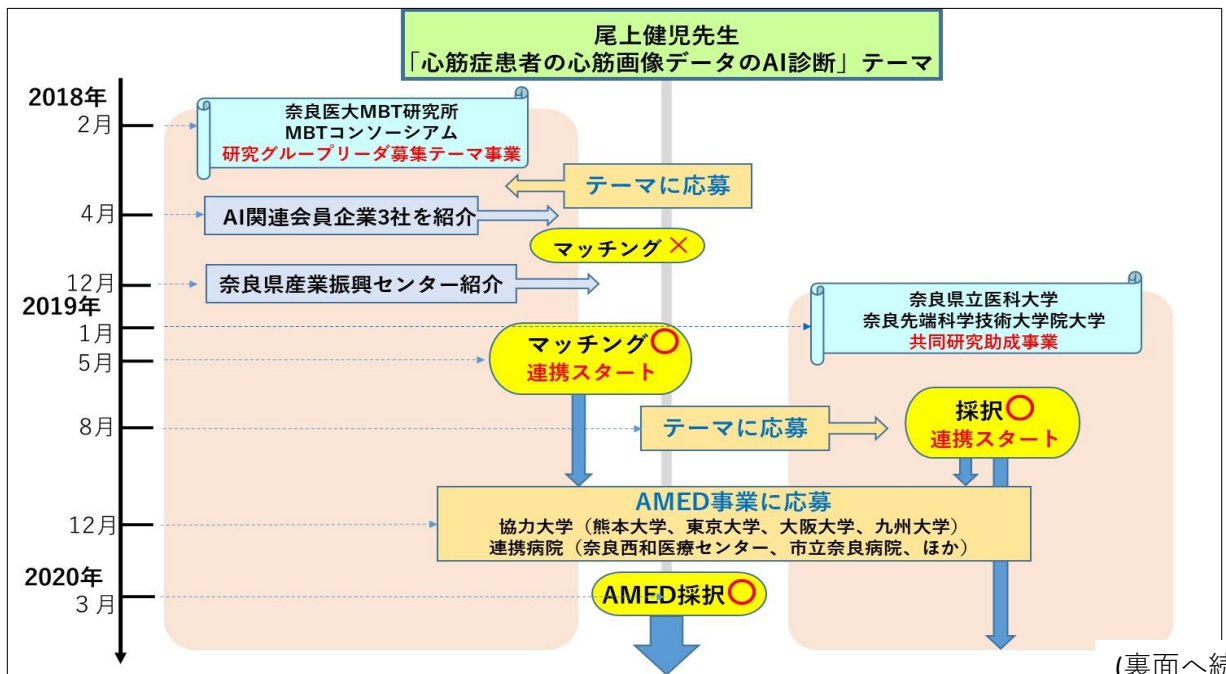 尾上健児先生
「心筋症患者の心筋画像データのAI診断」テーマ
2018年
2月
奈良医大MBT研究所
MBTコンソーシアム
研究グループリーダ募集テーマ事業
テーマに応募
4月
AI関連会員企業3社を紹介
マッチング×
12月
奈良県産業振興センター紹介
2019年
1月
奈良県立医科大学
奈良先端科学技術大学院大学
共同研究助成事業
5月
マッチング〇
連携スタート
8月
テーマに応募
採択〇
連携スタート
12月
AMED事業に応募
協力大学（熊本大学、東京大学、大阪大学、九州大学）
連携病院（奈良西和医療センター、市立奈良病院、ほか）
2020年
3月
AMED採択〇
(裏面へ続